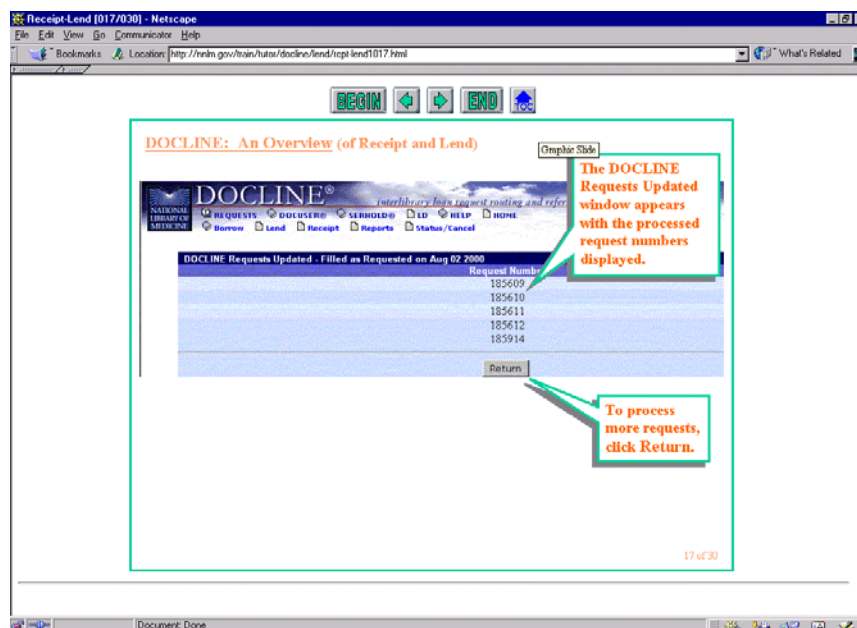 Receipt-Lend [017/030] - Netscape
File Edit View Go Communicator Help
Bookmarks Location: http://nnlm.gov/train/tutor/docline/lend/rcpt-lend1017.html What's Related
BEGIN END TOC
DOCLINE: An Overview (of Receipt and Lend)
Graphic Slide
The DOCLINE
Requests Updated
window appears
with the processed
request numbers
displayed.
NATIONAL
LIBRARY OF
MEDICINE
DOCLINE®
interlibrary loan request routing and refer
REQUESTS DOCUSER® SERHOLD® LD HELP HOME
Borrow Lend Receipt Reports Status/Cancel
DOCLINE Requests Updated - Filled as Requested on Aug 02 2000
Request Numbe
185609
185610
185611
185612
185914
Return
To process
more requests,
click Return.
17 of 30
Document: Done